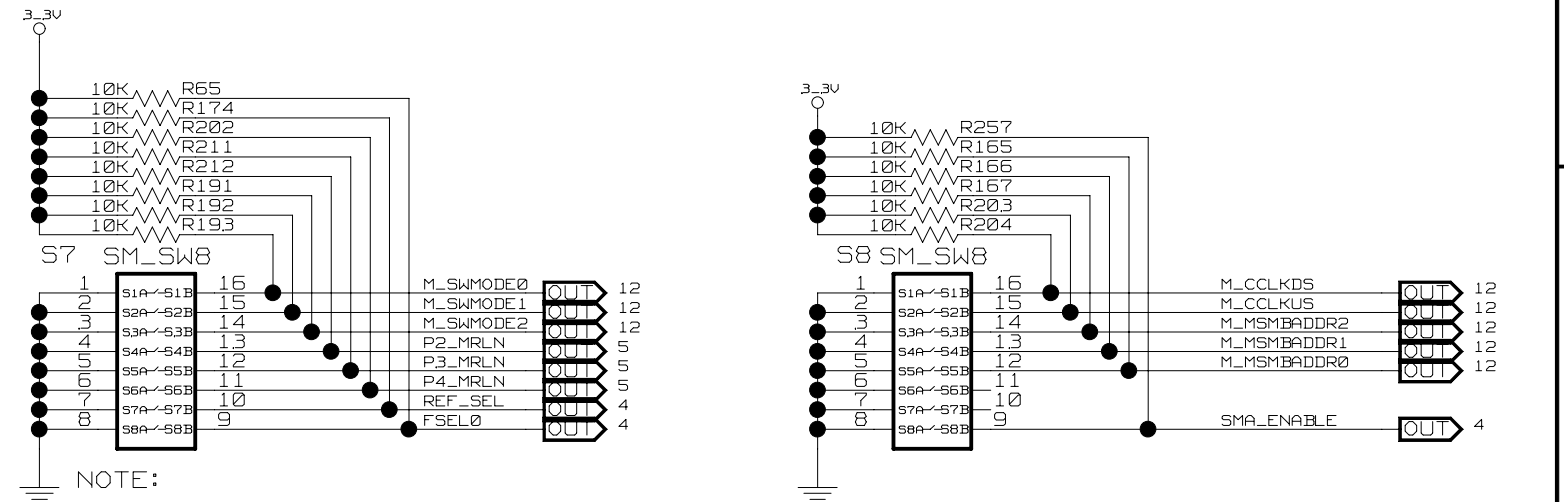 3_3V
10K R65
10K R174
10K R202
10K R211
10K R212
10K R191
10K R192
10K R193
S7 SM_SW8
1 S1A S1B 16 M_SWMODE0 OUT 12
2 S2A S2B 15 M_SWMODE1 OUT 12
3 S3A S3B 14 M_SWMODE2 OUT 12
4 S4A S4B 13 P2_MRLN OUT 5
5 S5A S5B 12 P3_MRLN OUT 5
6 S6A S6B 11 P4_MRLN OUT 5
7 S7A S7B 10 REF_SEL OUT 4
8 S8A S8B 9 FSEL0 OUT 4
NOTE:
3_3V
10K R257
10K R165
10K R166
10K R167
10K R203
10K R204
S8 SM_SW8
1 S1A S1B 16 M_CCLKDS OUT 12
2 S2A S2B 15 M_CCLKUS OUT 12
3 S3A S3B 14 M_MSMBADDR2 OUT 12
4 S4A S4B 13 M_MSMBADDR1 OUT 12
5 S5A S5B 12 M_MSMBADDR0 OUT 12
6 S6A S6B 11
7 S7A S7B 10
8 S8A S8B 9 SMA_ENABLE OUT 4